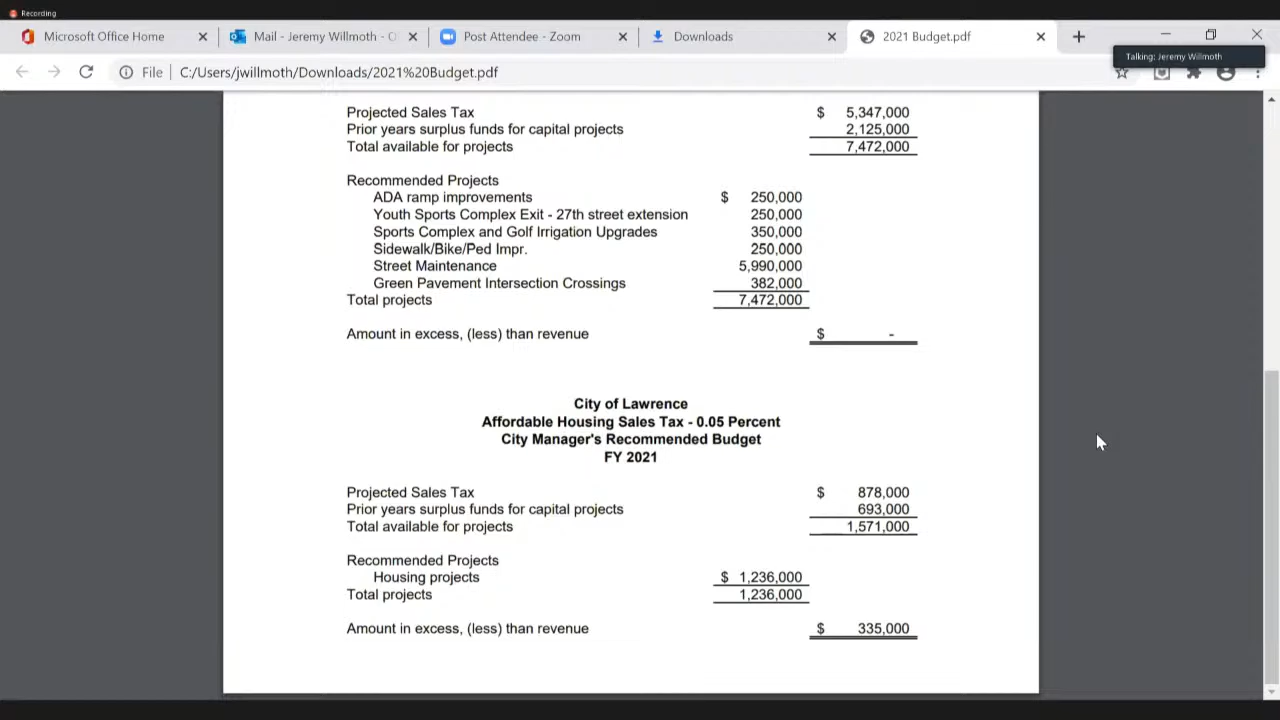 Recording
Microsoft Office Home
Mail - Jeremy Willmoth - O
Post Attendee - Zoom
Downloads
2021 Budget.pdf
Talking: Jeremy Willmoth
File | C:/Users/jwillmoth/Downloads/2021%20Budget.pdf
Projected Sales Tax $ 5,347,000
Prior years surplus funds for capital projects 2,125,000
Total available for projects 7,472,000
Recommended Projects
ADA ramp improvements $ 250,000
Youth Sports Complex Exit - 27th street extension 250,000
Sports Complex and Golf Irrigation Upgrades 350,000
Sidewalk/Bike/Ped Impr. 250,000
Street Maintenance 5,990,000
Green Pavement Intersection Crossings 382,000
Total projects 7,472,000
Amount in excess, (less) than revenue $ -
City of Lawrence
Affordable Housing Sales Tax - 0.05 Percent
City Manager's Recommended Budget
FY 2021
Projected Sales Tax $ 878,000
Prior years surplus funds for capital projects 693,000
Total available for projects 1,571,000
Recommended Projects
Housing projects $ 1,236,000
Total projects 1,236,000
Amount in excess, (less) than revenue $ 335,000